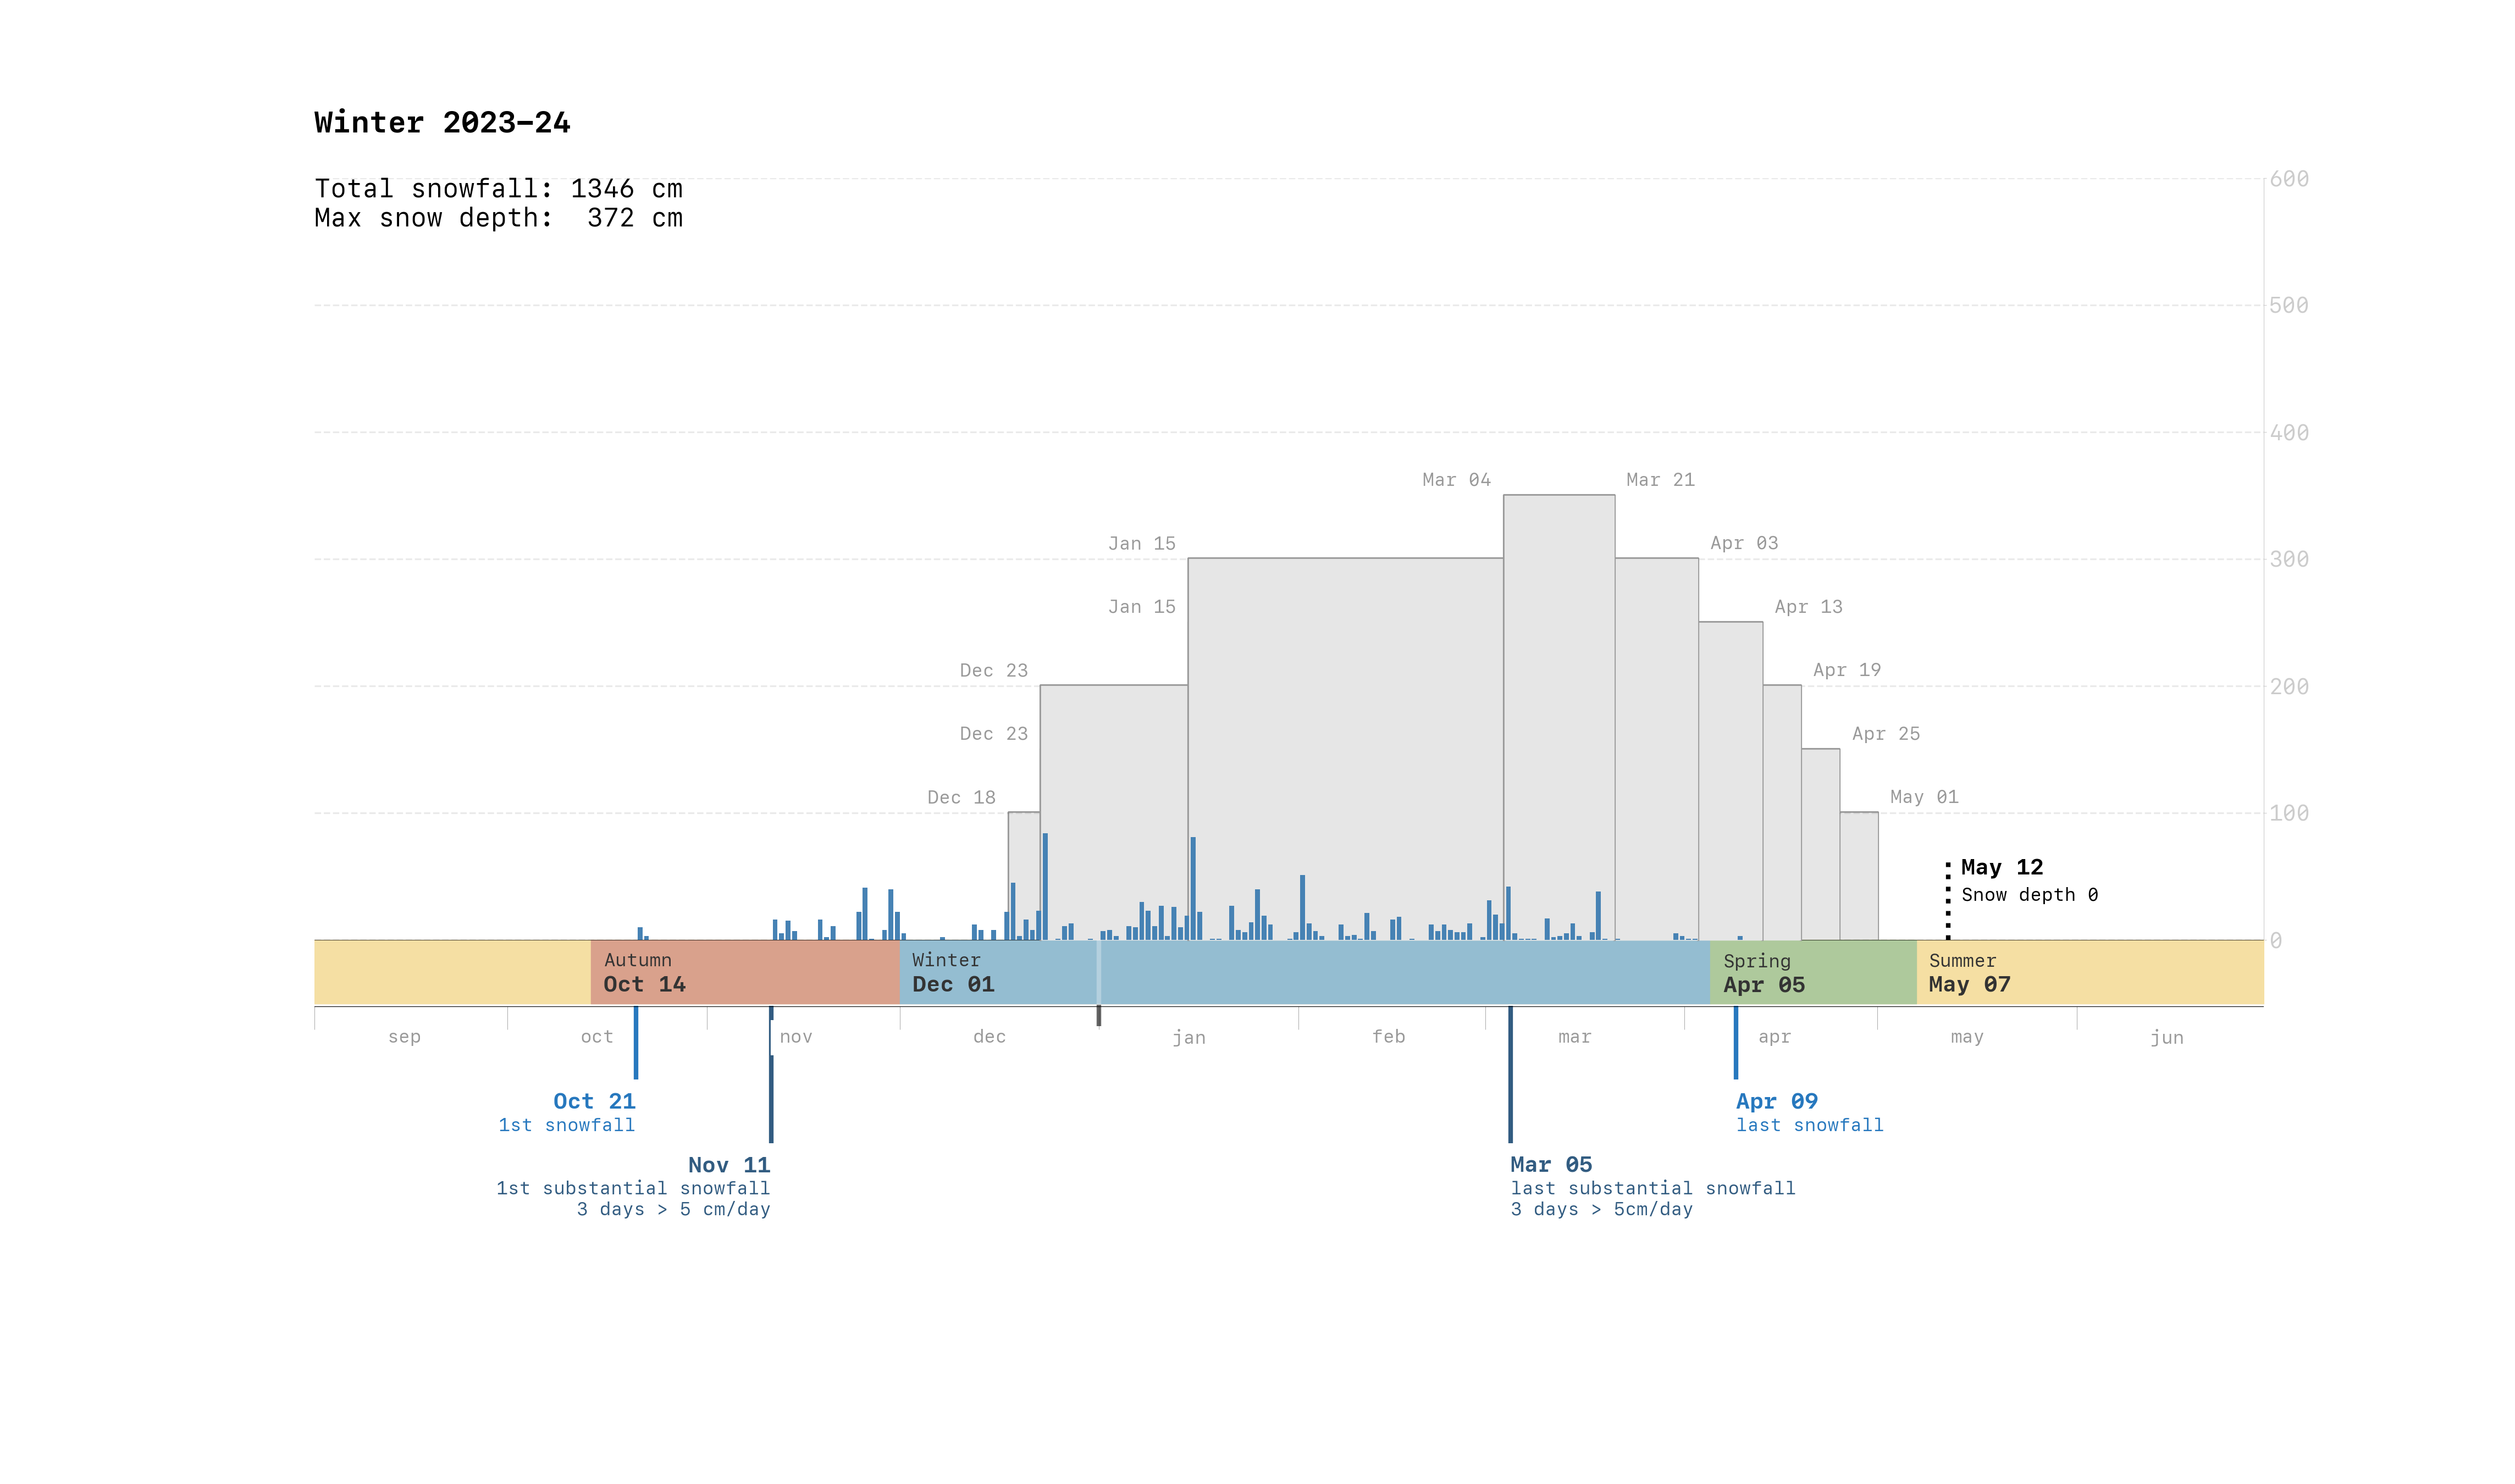 Winter 2023–24
Total snowfall: 1346 cm
Max snow depth:  372 cm
600
500
400
Mar 04
Mar 21
Jan 15
Apr 03
300
Jan 15
Apr 13
Dec 23
Apr 19
200
Dec 23
Apr 25
Dec 18
May 01
100
May 12
Snow depth 0
0
Autumn
Oct 14
Winter
Dec 01
Spring
Apr 05
Summer
May 07
sep
oct
nov
dec
jan
feb
mar
apr
may
jun
Oct 21
1st snowfall
Apr 09
last snowfall
Nov 11
1st substantial snowfall
3 days > 5 cm/day
Mar 05
last substantial snowfall
3 days > 5cm/day